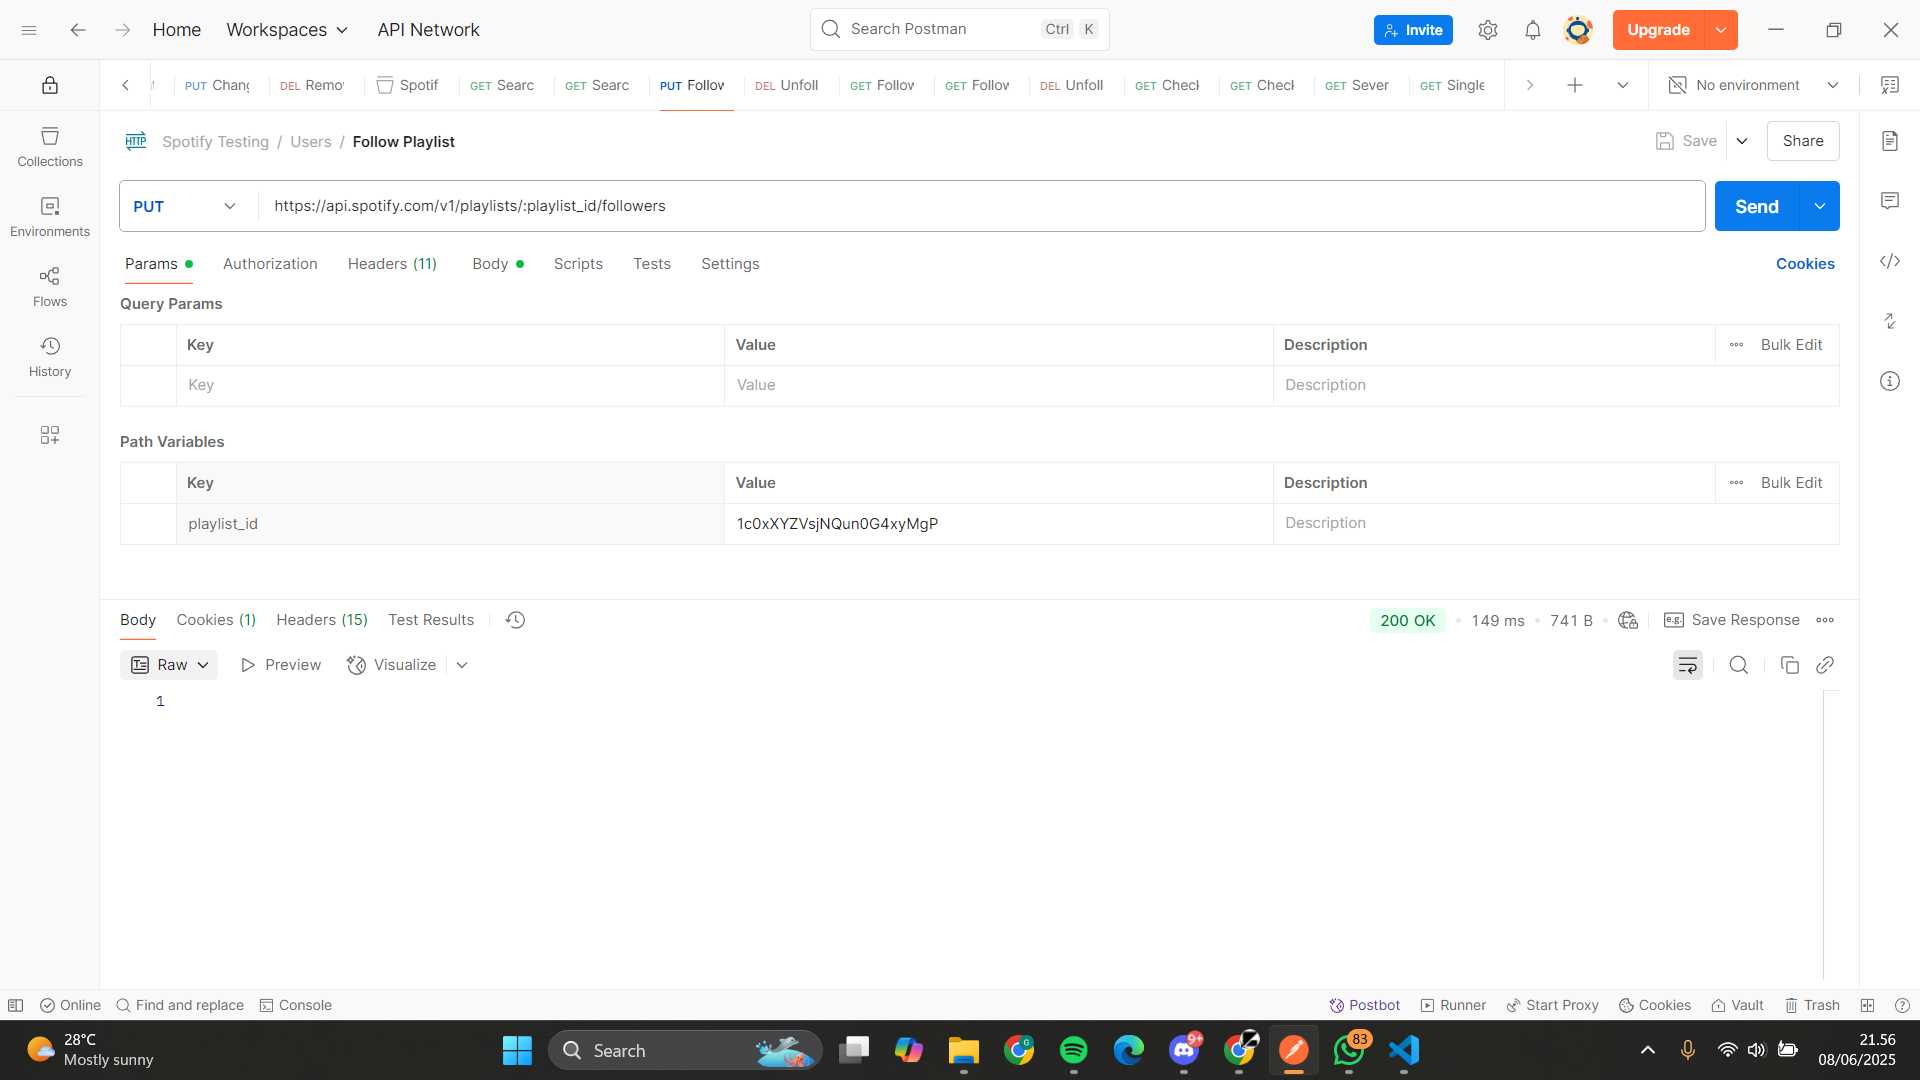 Home Workspaces API Network Search Postman Ctrl K Invite Upgrade
PUT Chang DEL Remov Spotif GET Searc GET Searc PUT Follow DEL Unfoll GET Follow GET Follow DEL Unfoll GET Check GET Check GET Sever GET Single No environment
HTTP Spotify Testing / Users / Follow Playlist Save Share
PUT https://api.spotify.com/v1/playlists/:playlist_id/followers Send
Params Authorization Headers (11) Body Scripts Tests Settings Cookies
Query Params
Key Value Description Bulk Edit
Key Value Description
Path Variables
Key Value Description Bulk Edit
playlist_id 1c0xXYZVsjNQun0G4xyMgP Description
Collections
Environments
Flows
History
Body Cookies (1) Headers (15) Test Results 200 OK 149 ms 741 B e.g. Save Response
Raw Preview Visualize
1
Online Find and replace Console Postbot Runner Start Proxy Cookies Vault Trash
28°C
Mostly sunny
Search
G
9+
83
21.56
08/06/2025